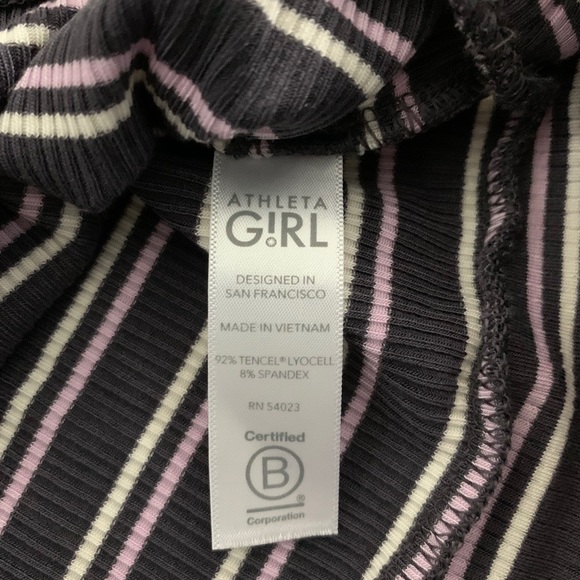 ATHLETA
G!RL
DESIGNED IN
SAN FRANCISCO
MADE IN VIETNAM
92% TENCEL® LYOCELL
8% SPANDEX
RN 54023
Certified
B
®
Corporation